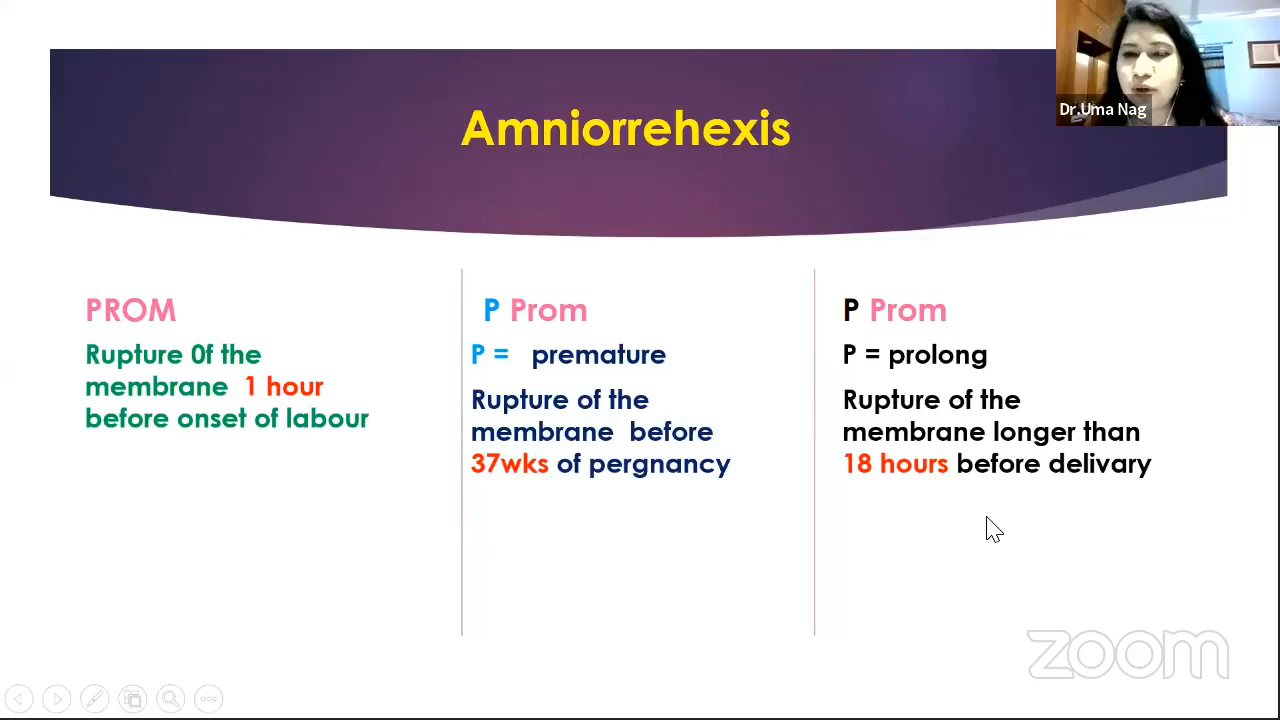 Dr.Uma Nag
Amniorrehexis
PROM
Rupture 0f the
membrane 1 hour
before onset of labour
P Prom
P = premature
Rupture of the
membrane before
37wks of pergnancy
P Prom
P = prolong
Rupture of the
membrane longer than
18 hours before delivary
zoom